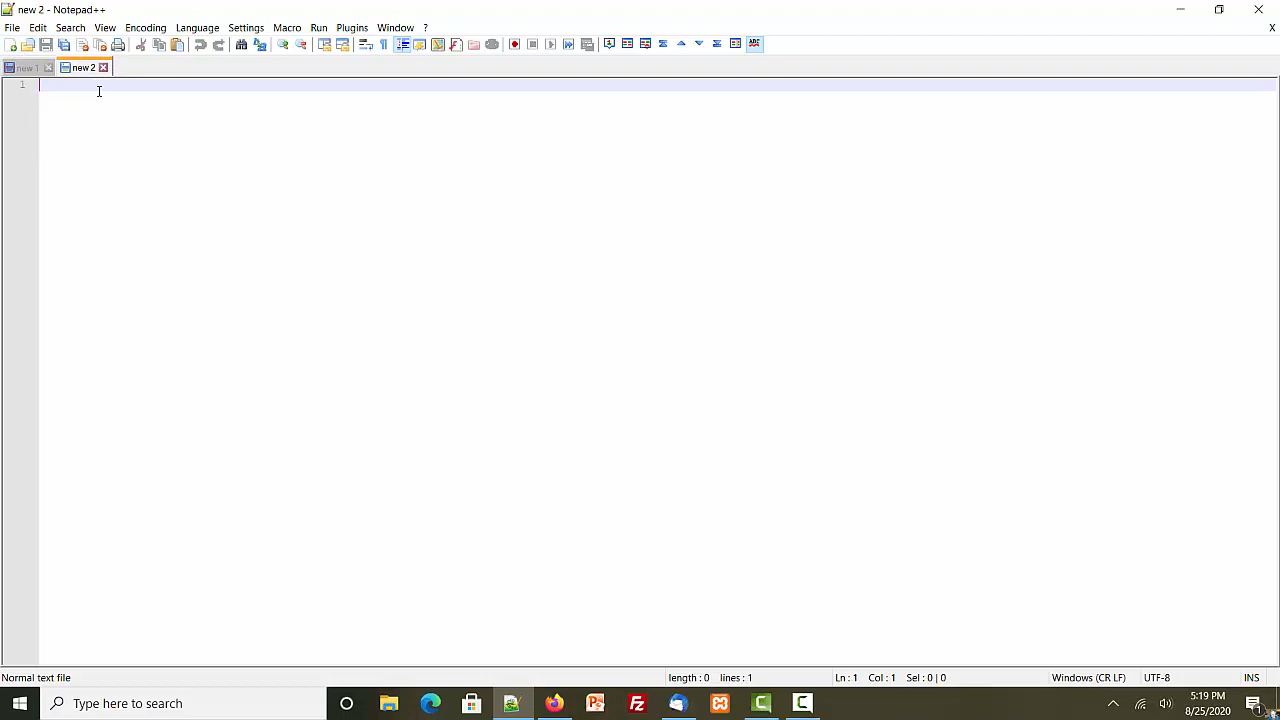 new 2 - Notepad++
File Edit Search View Encoding Language Settings Macro Run Plugins Window ? X
new 1 new 2
1
Normal text file length : 0 lines : 1 Ln : 1 Col : 1 Sel : 0 | 0 Windows (CR LF) UTF-8 INS
Type here to search
5:19 PM
8/25/2020